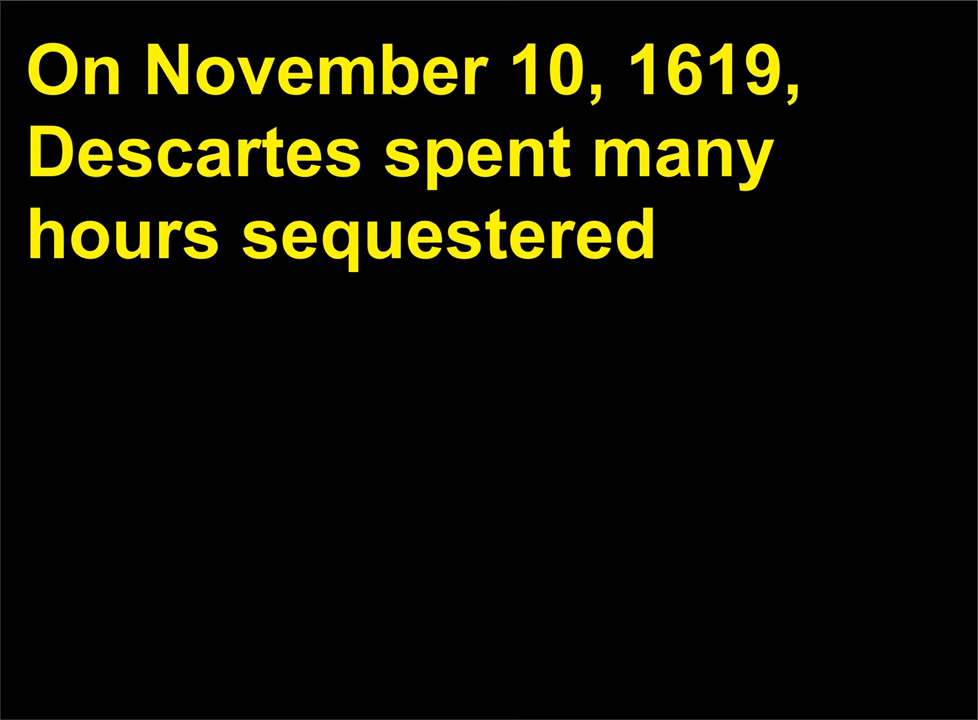 On November 10, 1619,
Descartes spent many
hours sequestered